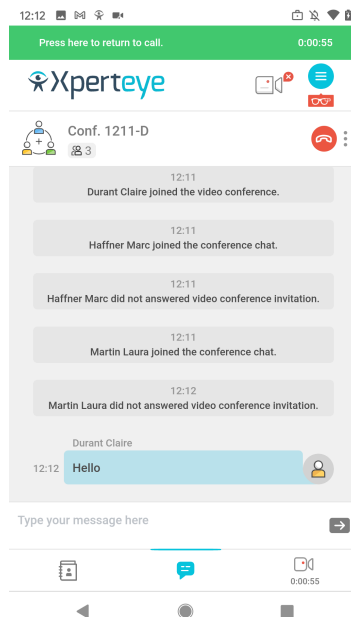 12:12
Press here to return to call. 0:00:55
Xperteye
Conf. 1211-D
3
12:11
Durant Claire joined the video conference.
12:11
Haffner Marc joined the conference chat.
12:11
Haffner Marc did not answered video conference invitation.
12:11
Martin Laura joined the conference chat.
12:12
Martin Laura did not answered video conference invitation.
Durant Claire
12:12 Hello
Type your message here
0:00:55